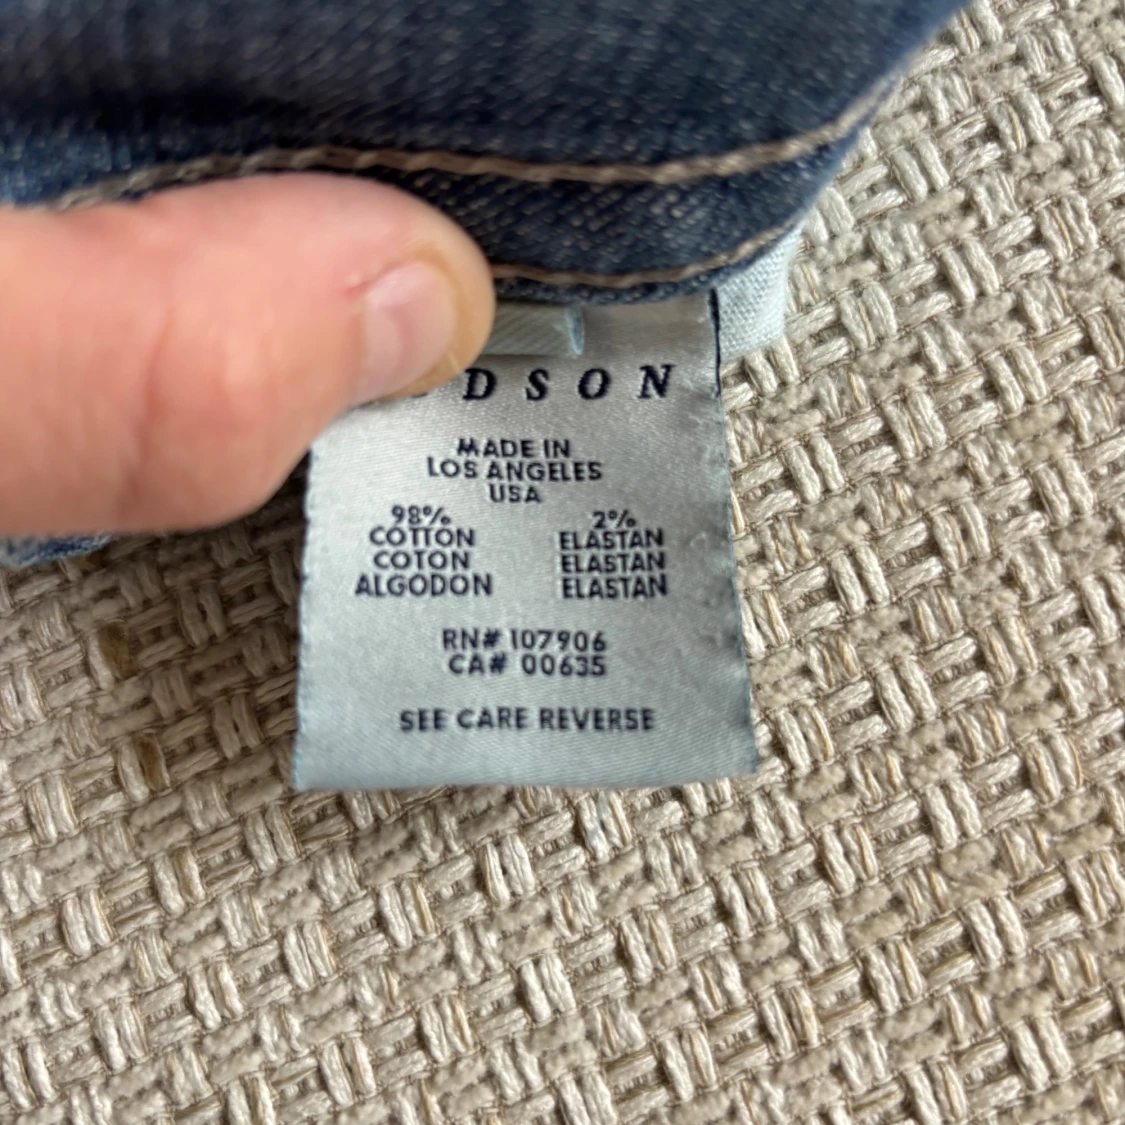 DSON
MADE IN
LOS ANGELES
USA
98% 2%
COTTON ELASTAN
COTON ELASTAN
ALGODON ELASTAN
RN# 107906
CA# 00635
SEE CARE REVERSE